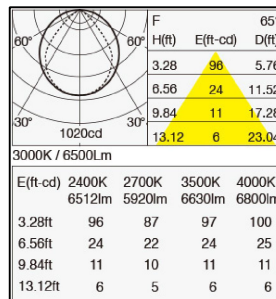 F 651
H(ft) E(ft-cd) D(ft)
60° 60°
3.28 96 5.76
6.56 24 11.52
9.84 11 17.28
30° 30°
1020cd
13.12 6 23.04
3000K / 6500Lm
E(ft-cd) 2400K 2700K 3500K 4000K
6512lm 5920lm 6630lm 6800lm
3.28ft 96 87 97 100
6.56ft 24 22 24 25
9.84ft 11 10 11 11
13.12ft 6 5 6 6